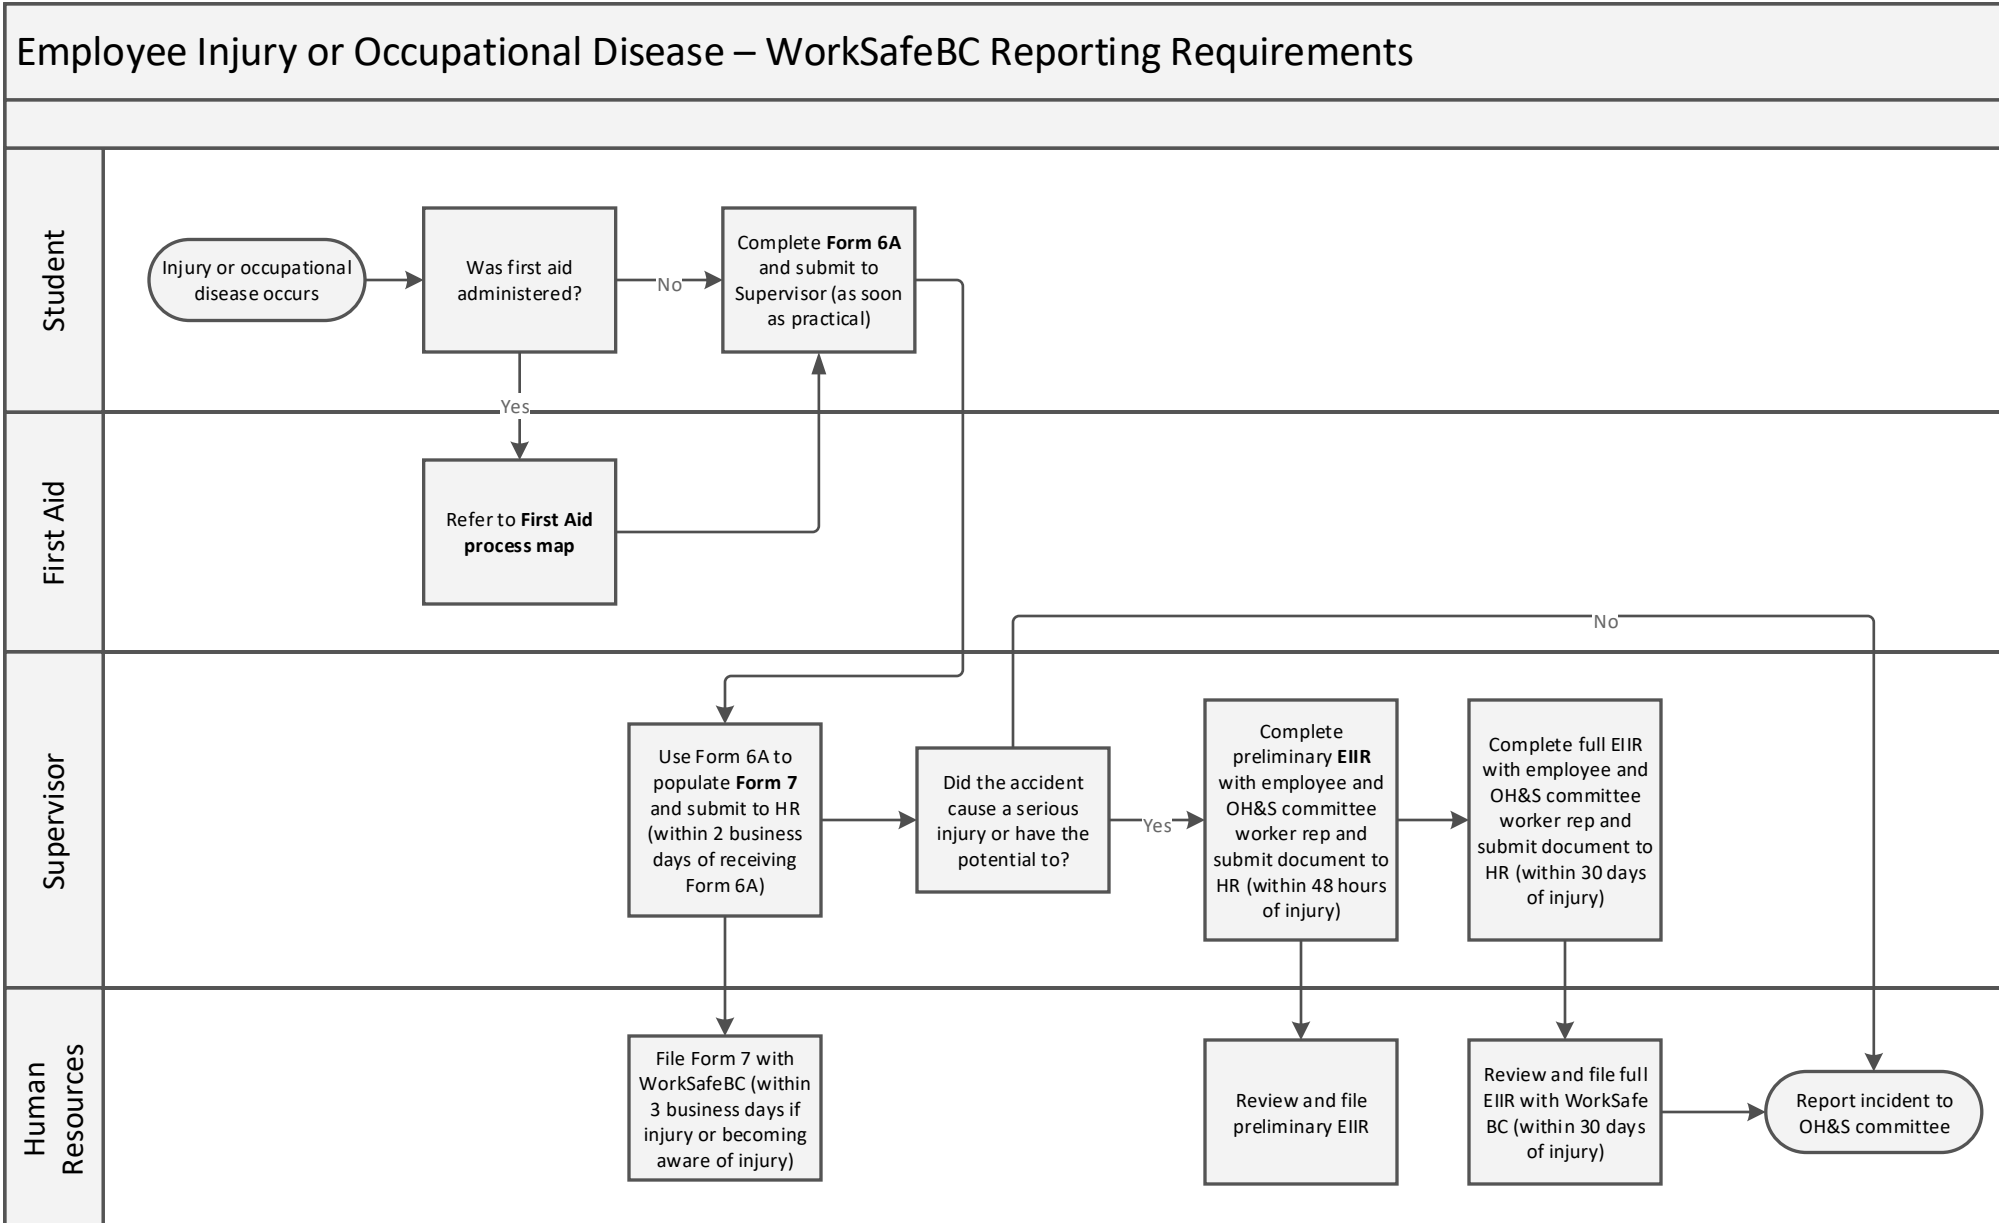 Employee Injury or Occupational Disease – WorkSafeBC Reporting Requirements
Student
Injury or occupational
disease occurs
Was first aid
administered?
No
Complete Form 6A
and submit to
Supervisor (as soon
as practical)
Yes
First Aid
Refer to First Aid
process map
No
Supervisor
Use Form 6A to
populate Form 7
and submit to HR
(within 2 business
days of receiving
Form 6A)
Did the accident
cause a serious
injury or have the
potential to?
Yes
Complete
preliminary EIIR
with employee and
OH&S committee
worker rep and
submit document to
HR (within 48 hours
of injury)
Complete full EIIR
with employee and
OH&S committee
worker rep and
submit document to
HR (within 30 days
of injury)
Human
Resources
File Form 7 with
WorkSafeBC (within
3 business days if
injury or becoming
aware of injury)
Review and file
preliminary EIIR
Review and file full
EIIR with WorkSafe
BC (within 30 days
of injury)
Report incident to
OH&S committee